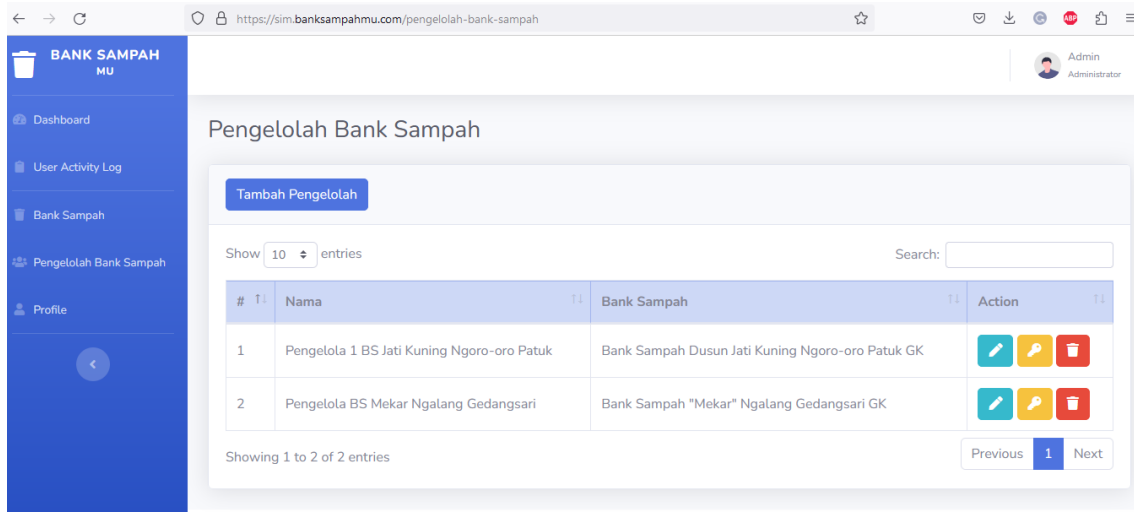 https://sim.banksampahmu.com/pengelolah-bank-sampah
ABP
BANK SAMPAH
MU
Admin
Administrator
Dashboard
User Activity Log
Bank Sampah
Pengelolah Bank Sampah
Profile
Pengelolah Bank Sampah
Tambah Pengelolah
Show 10 entries
Search:
# Nama Bank Sampah Action
1 Pengelola 1 BS Jati Kuning Ngoro-oro Patuk Bank Sampah Dusun Jati Kuning Ngoro-oro Patuk GK
2 Pengelola BS Mekar Ngalang Gedangsari Bank Sampah "Mekar" Ngalang Gedangsari GK
Showing 1 to 2 of 2 entries
Previous 1 Next